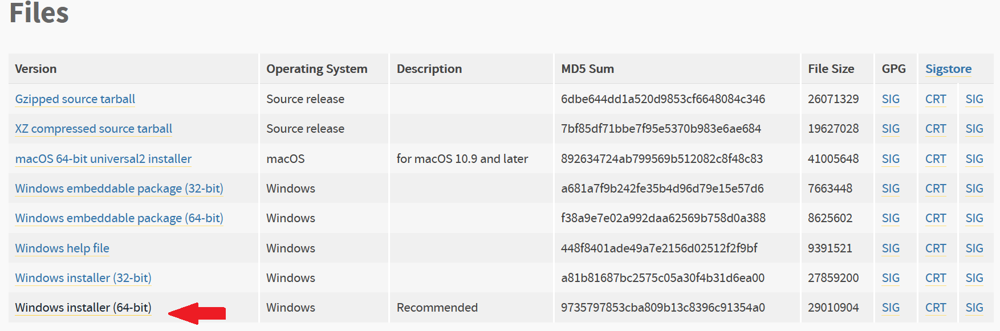 Files
Version Operating System Description MD5 Sum File Size GPG Sigstore
Gzipped source tarball Source release 6dbe644dd1a520d9853cf6648084c346 26071329 SIG CRT SIG
XZ compressed source tarball Source release 7bf85df71bbe7f95e5370b983e6ae684 19627028 SIG CRT SIG
macOS 64-bit universal2 installer macOS for macOS 10.9 and later 892634724ab799569b512082c8f48c83 41005648 SIG CRT SIG
Windows embeddable package (32-bit) Windows a681a7f9b242fe35b4d96d79e15e57d6 7663448 SIG CRT SIG
Windows embeddable package (64-bit) Windows f38a9e7e02a992daa62569b758d0a388 8625602 SIG CRT SIG
Windows help file Windows 448f8401ade49a7e2156d02512f2f9bf 9391521 SIG CRT SIG
Windows installer (32-bit) Windows a81b81687bc2575c05a30f4b31d6ea00 27859200 SIG CRT SIG
Windows installer (64-bit) Windows Recommended 9735797853cba809b13c8396c91354a0 29010904 SIG CRT SIG